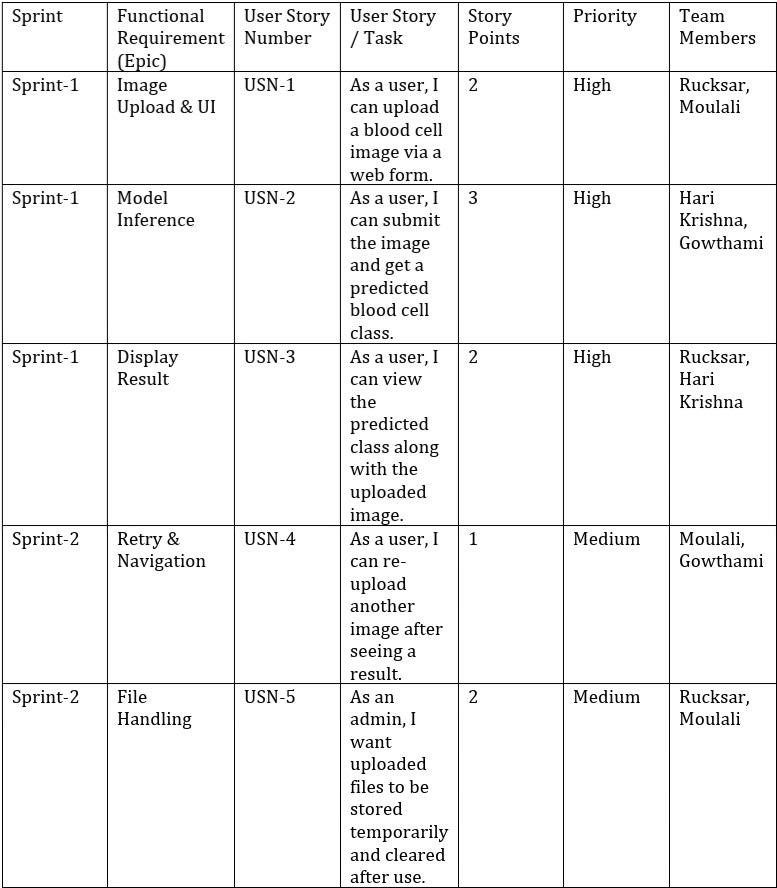 Sprint
Functional
Requirement
(Epic)
User Story
Number
User Story
/ Task
Story
Points
Priority
Team
Members
Sprint-1
Image
Upload & UI
USN-1
As a user, I
can upload
a blood cell
image via a
web form.
2
High
Rucksar,
Moulali
Sprint-1
Model
Inference
USN-2
As a user, I
can submit
the image
and get a
predicted
blood cell
class.
3
High
Hari
Krishna,
Gowthami
Sprint-1
Display
Result
USN-3
As a user, I
can view
the
predicted
class along
with the
uploaded
image.
2
High
Rucksar,
Hari
Krishna
Sprint-2
Retry &
Navigation
USN-4
As a user, I
can re-
upload
another
image after
seeing a
result.
1
Medium
Moulali,
Gowthami
Sprint-2
File
Handling
USN-5
As an
admin, I
want
uploaded
files to be
stored
temporarily
and cleared
after use.
2
Medium
Rucksar,
Moulali